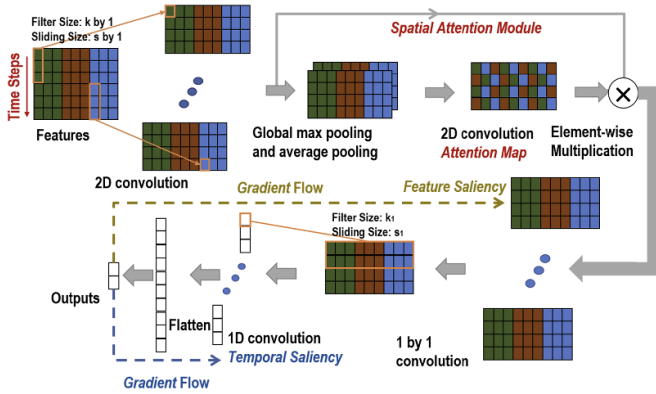 Filter Size: k by 1
Sliding Size: s by 1
Time Steps
Features
2D convolution
Spatial Attention Module
Global max pooling
and average pooling
2D convolution
Attention Map
Element-wise
Multiplication
Gradient Flow
Feature Saliency
Filter Size: k₁
Sliding Size: s₁
Outputs
Flatten
1D convolution
Temporal Saliency
1 by 1
convolution
Gradient Flow